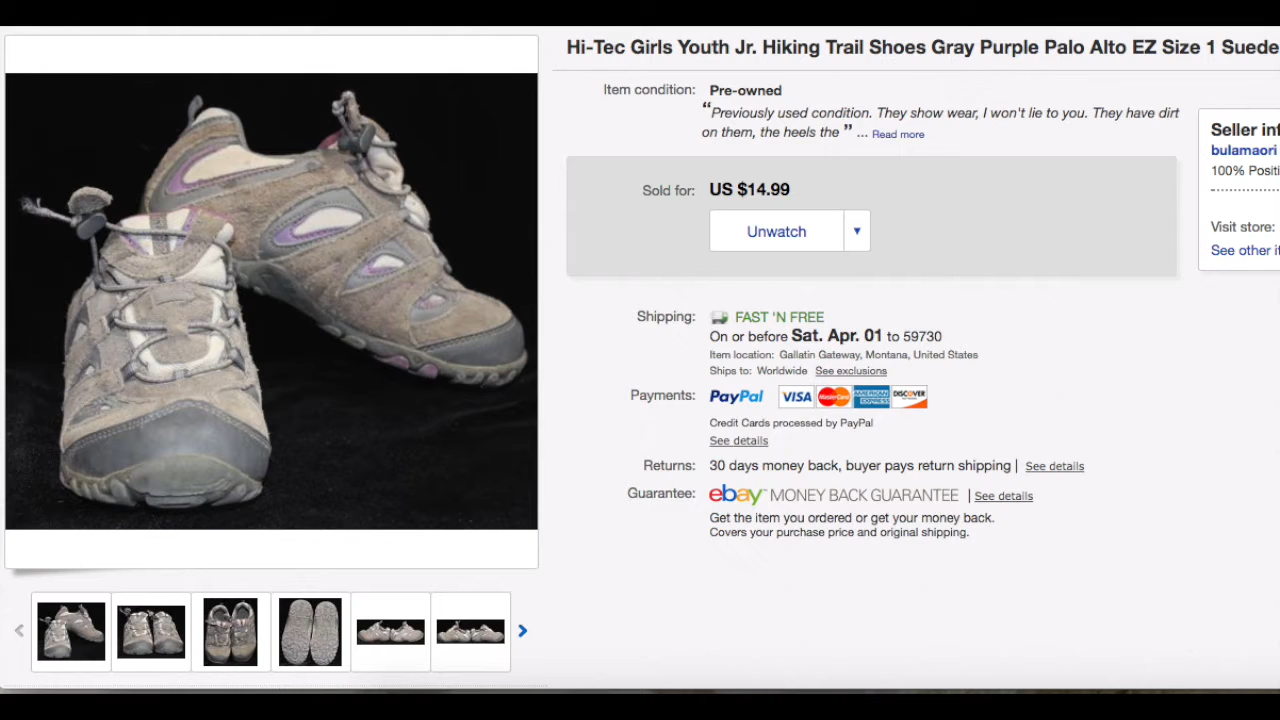 Hi-Tec Girls Youth Jr. Hiking Trail Shoes Gray Purple Palo Alto EZ Size 1 Suede
Item condition: Pre-owned
“Previously used condition. They show wear, I won't lie to you. They have dirt
on them, the heels the ” ... Read more
Sold for: US $14.99
Unwatch
Shipping: FAST 'N FREE
On or before Sat. Apr. 01 to 59730
Item location: Gallatin Gateway, Montana, United States
Ships to: Worldwide See exclusions
Payments: PayPal VISA MasterCard AMERICAN EXPRESS DISCOVER
Credit Cards processed by PayPal
See details
Returns: 30 days money back, buyer pays return shipping | See details
Guarantee: ebay MONEY BACK GUARANTEE | See details
Get the item you ordered or get your money back.
Covers your purchase price and original shipping.
Seller inf
bulamaori
100% Positi
Visit store:
See other it